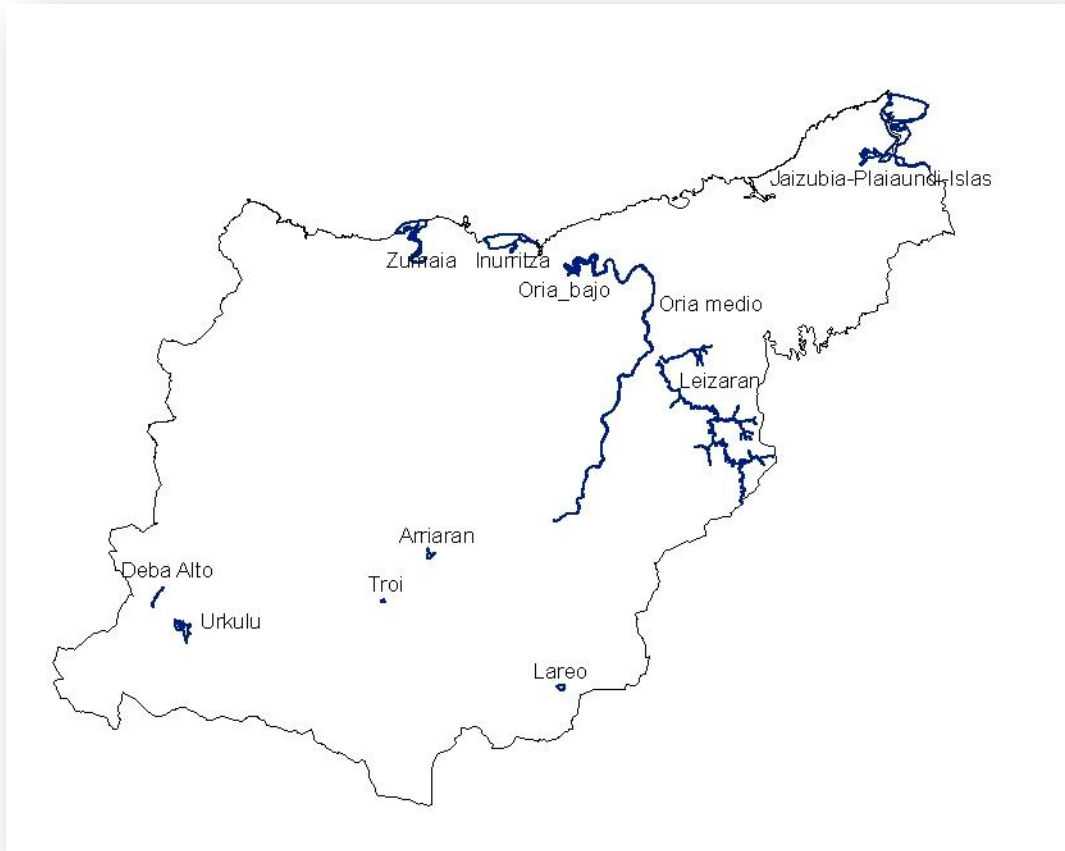 Jaizubia-Plaiaundi-Islas
Zumaia
Inurritza
Oria_bajo
Oria medio
Leizaran
Arriaran
Deba Alto
Troi
Urkulu
Lareo